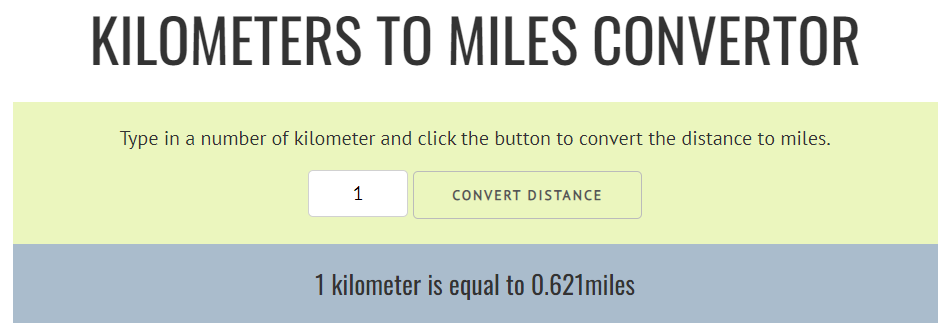 KILOMETERS TO MILES CONVERTOR
Type in a number of kilometer and click the button to convert the distance to miles.
1 CONVERT DISTANCE
1 kilometer is equal to 0.621miles